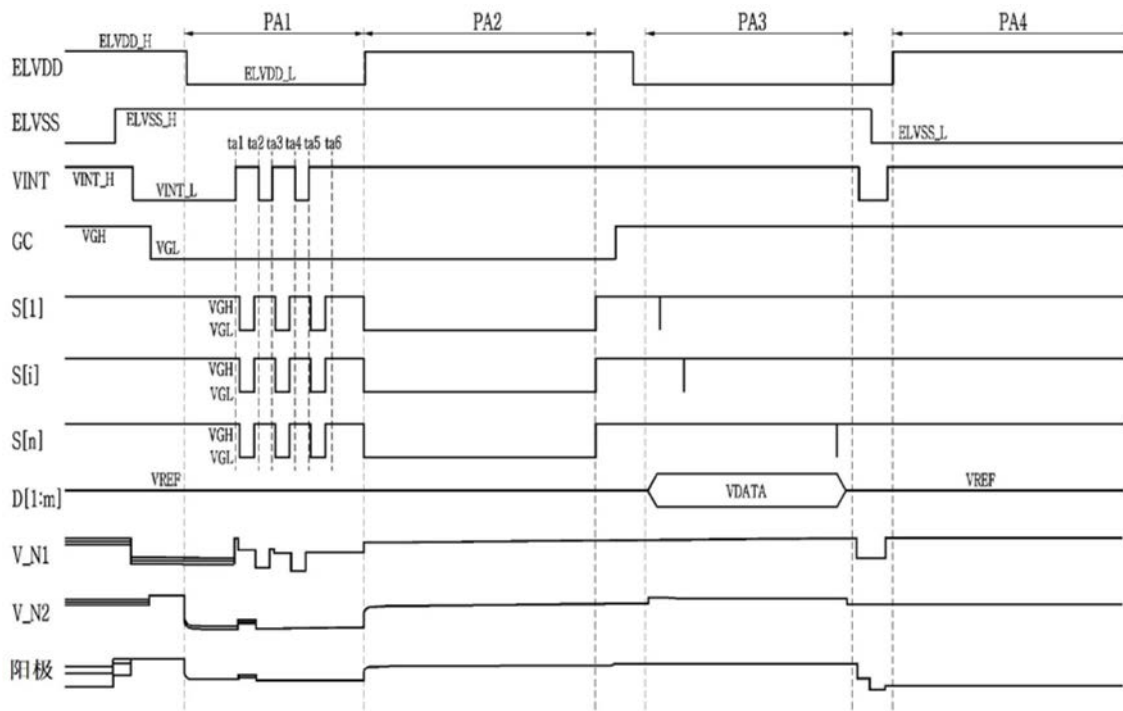 PA1 PA2 PA3 PA4
ELVDD ELVDD_H ELVDD_L
ELVSS ELVSS_H ELVSS_L
ta1 ta2 ta3 ta4 ta5 ta6
VINT VINT_H VINT_L
GC VGH VGL
S[1] VGH VGL
S[i] VGH VGL
S[n] VGH VGL
D[1:m] VREF VDATA VREF
V_N1
V_N2
阳极